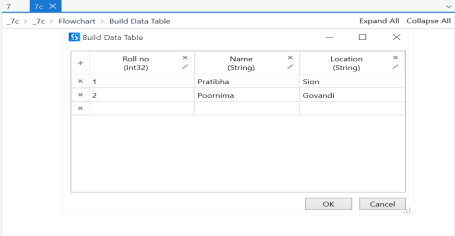 7 7c
_7c > _7c > Flowchart > Build Data Table Expand All Collapse All
Build Data Table
Roll no Name Location
(Int32) (String) (String)
1 Pratibha Sion
2 Poornima Govandi
OK Cancel